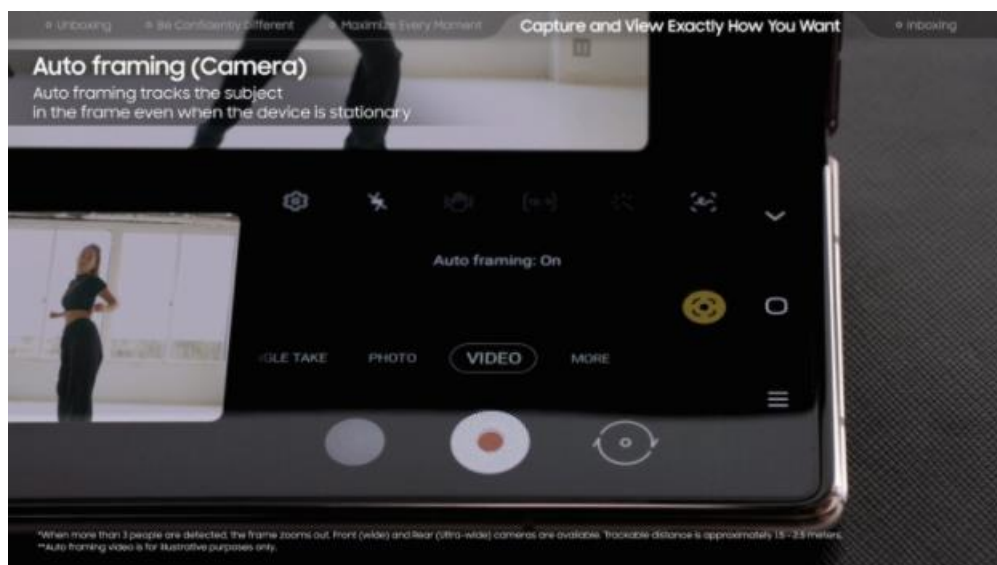 Unboxing
Be Confidently Different
Maximize Every Moment
Capture and View Exactly How You Want
Inboxing
Auto framing (Camera)
Auto framing tracks the subject
in the frame even when the device is stationary
Auto framing: On
GLE TAKE
PHOTO
VIDEO
MORE
*When more than 3 people are detected, the frame zooms out. Front (wide) and Rear (Ultra-wide) cameras are available. Trackable distance is approximately 1.5 - 2.5 meters.
**Auto framing video is for illustrative purposes only.